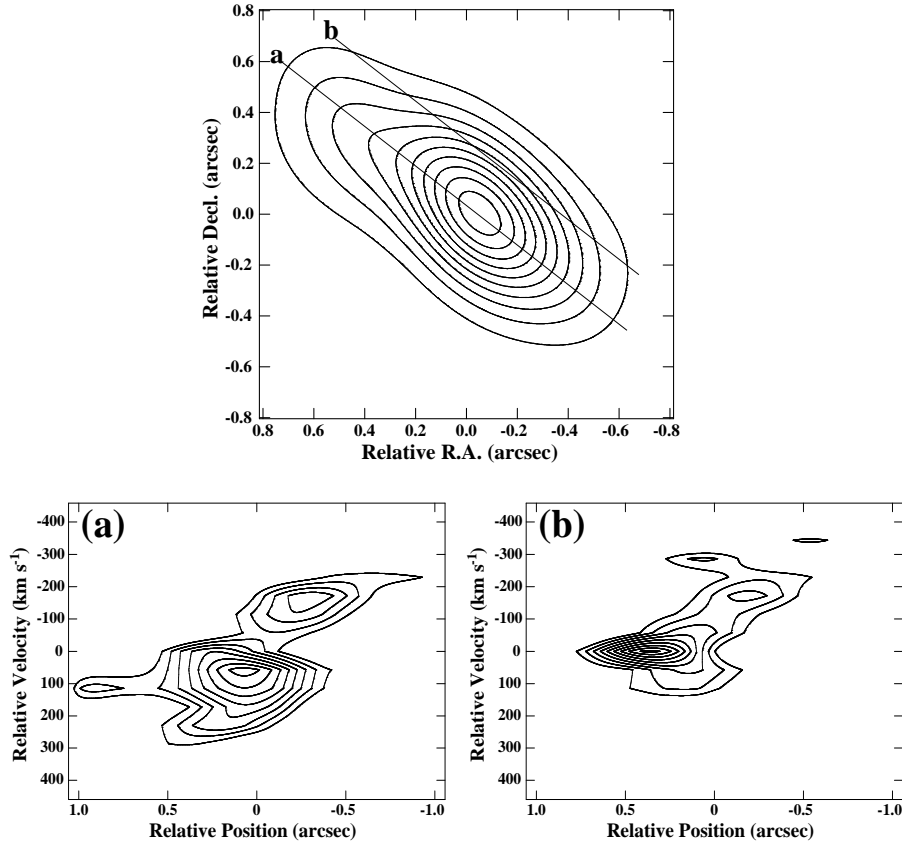 0.8
0.6
0.4
0.2
0.0
-0.2
-0.4
-0.6
-0.8
Relative Decl. (arcsec)
a
b
0.8 0.6 0.4 0.2 0.0 -0.2 -0.4 -0.6 -0.8
Relative R.A. (arcsec)
(a)
-400
-300
-200
-100
0
100
200
300
400
Relative Velocity (km s-1)
1.0 0.5 0 -0.5 -1.0
Relative Position (arcsec)
(b)
-400
-300
-200
-100
0
100
200
300
400
Relative Velocity (km s-1)
1.0 0.5 0 -0.5 -1.0
Relative Position (arcsec)